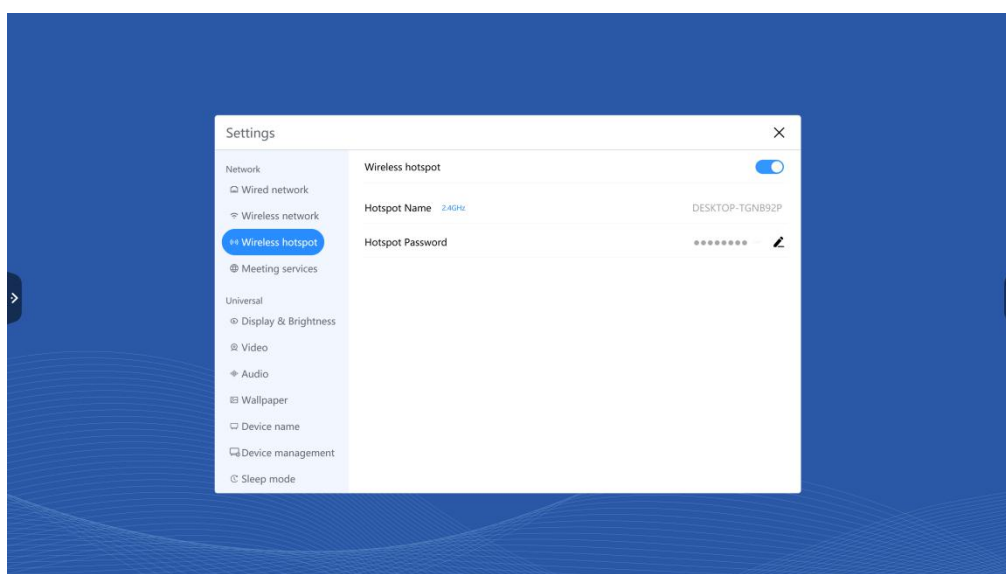 Settings
Network
Wired network
Wireless network
Wireless hotspot
Meeting services
Universal
Display & Brightness
Video
Audio
Wallpaper
Device name
Device management
Sleep mode
Wireless hotspot
Hotspot Name 2.4GHz DESKTOP-TGNB92P
Hotspot Password